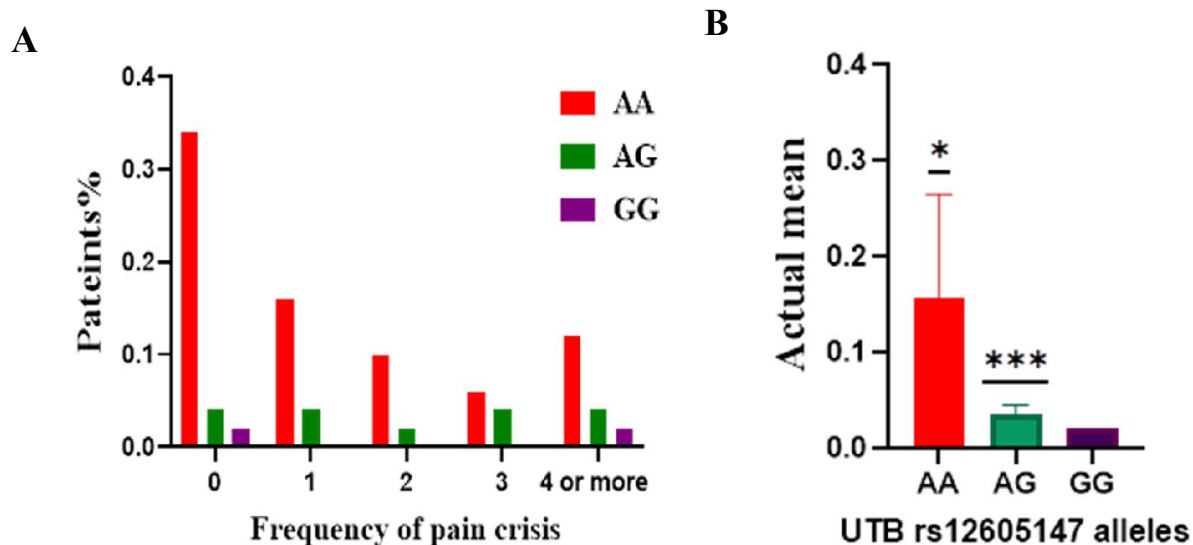 A
Pateints%
0.4
0.3
0.2
0.1
0.0
AA
AG
GG
0 1 2 3 4 or more
Frequency of pain crisis
B
Actual mean
0.4
0.3
0.2
0.1
0.0
*
***
AA AG GG
UTB rs12605147 alleles